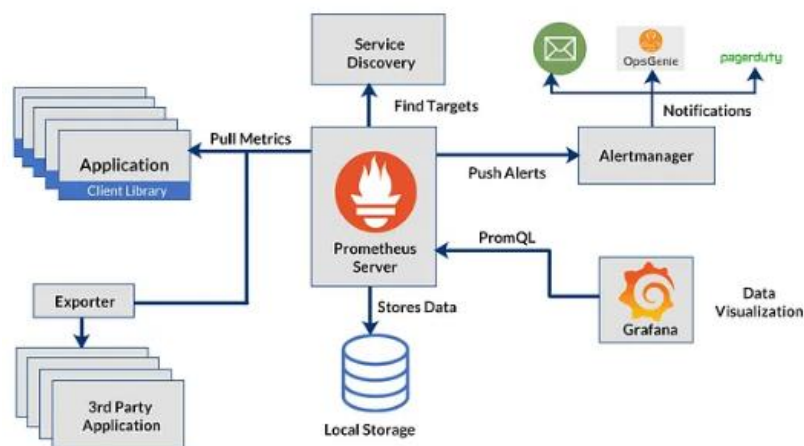 Service
Discovery
Find Targets
OpsGenie
pagerduty
Notifications
Pull Metrics
Application
Client Library
Push Alerts
Alertmanager
Prometheus
Server
PromQL
Exporter
Stores Data
Grafana
Data
Visualization
3rd Party
Application
Local Storage